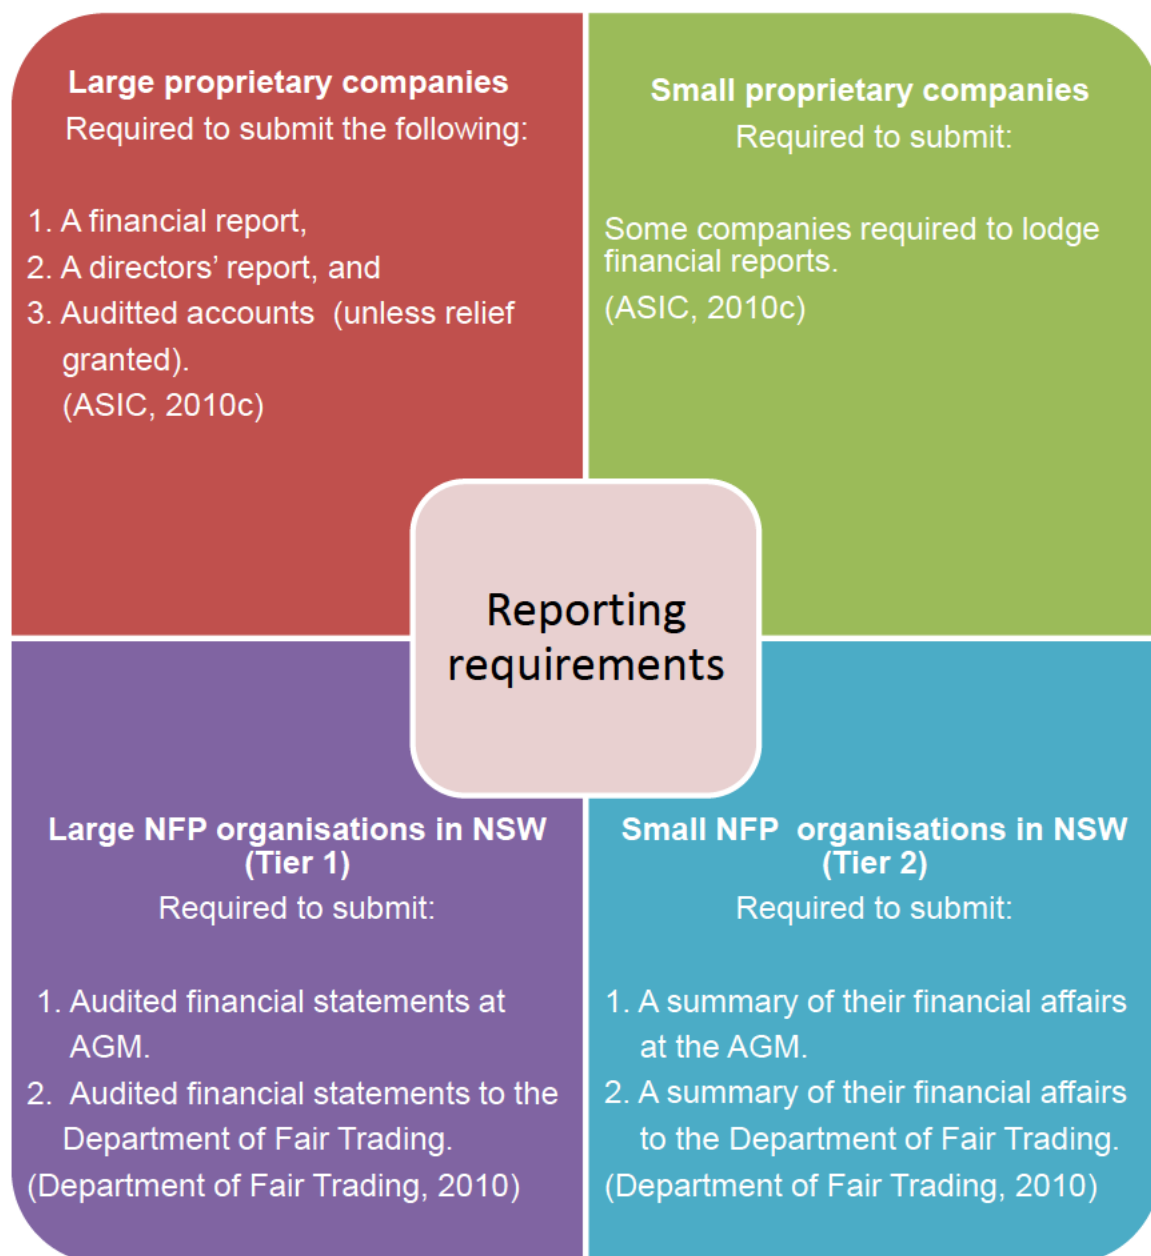 Large proprietary companies
Required to submit the following:
1. A financial report,
2. A directors’ report, and
3. Auditted accounts (unless relief
granted).
(ASIC, 2010c)
Small proprietary companies
Required to submit:
Some companies required to lodge
financial reports.
(ASIC, 2010c)
Reporting
requirements
Large NFP organisations in NSW
(Tier 1)
Required to submit:
1. Audited financial statements at
AGM.
2. Audited financial statements to the
Department of Fair Trading.
(Department of Fair Trading, 2010)
Small NFP organisations in NSW
(Tier 2)
Required to submit:
1. A summary of their financial affairs
at the AGM.
2. A summary of their financial affairs
to the Department of Fair Trading.
(Department of Fair Trading, 2010)